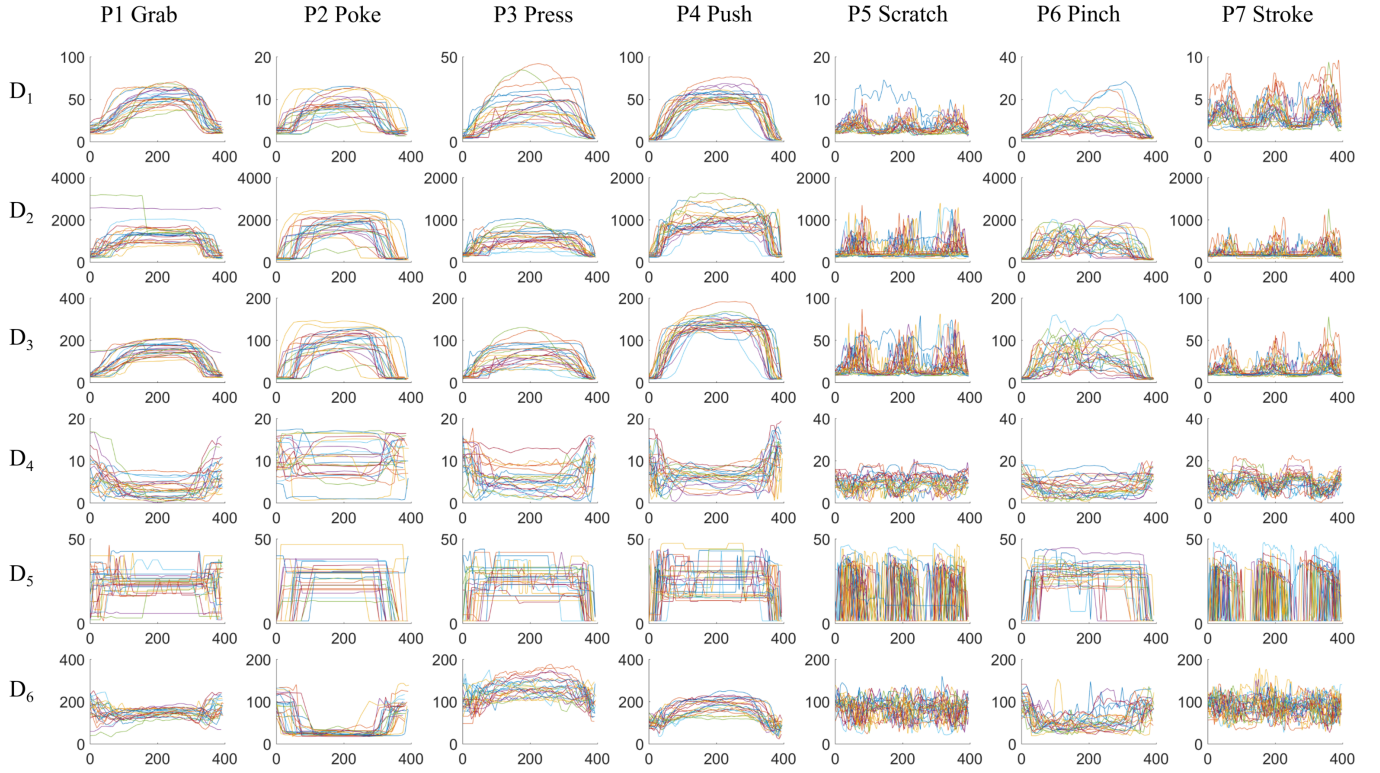 P1 Grab P2 Poke P3 Press P4 Push P5 Scratch P6 Pinch P7 Stroke
100 20 50 100 20 40 10
D1 50 10 50 10 20 5
0 0 0 0 0 0 0
0 200 400 0 200 400 0 200 400 0 200 400 0 200 400 0 200 400 0 200 400
4000 4000 2000 2000 2000 4000 2000
D2 2000 2000 1000 1000 1000 2000 1000
0 0 0 0 0 0 0
0 200 400 0 200 400 0 200 400 0 200 400 0 200 400 0 200 400 0 200 400
400 200 200 200 100 200 100
D3 200 100 100 100 50 100 50
0 0 0 0 0 0 0
0 200 400 0 200 400 0 200 400 0 200 400 0 200 400 0 200 400 0 200 400
20 20 20 20 40 40 40
D4 10 10 10 10 20 20 20
0 0 0 0 0 0 0
0 200 400 0 200 400 0 200 400 0 200 400 0 200 400 0 200 400 0 200 400
50 50 50 50 50 50 50
D5
0 0 0 0 0 0 0
0 200 400 0 200 400 0 200 400 0 200 400 0 200 400 0 200 400 0 200 400
400 200 200 400 200 200 200
D6 200 100 100 200 100 100 100
0 0 0 0 0 0 0
0 200 400 0 200 400 0 200 400 0 200 400 0 200 400 0 200 400 0 200 400